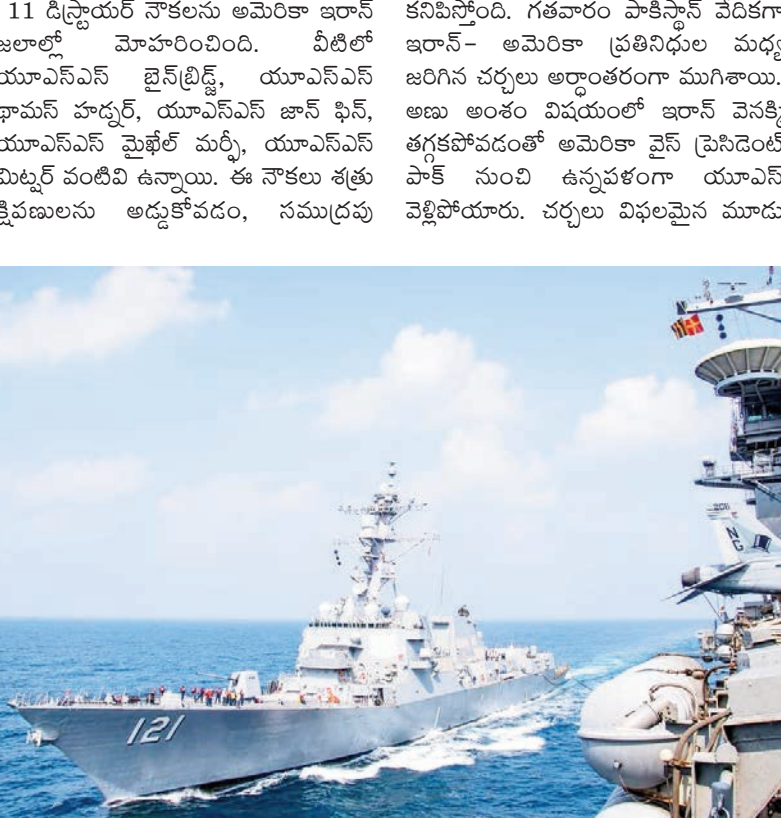 11 డిస్ట్రాయర్ నౌకలను అమెరికా ఇరాన్
జలాల్లో మోహరించింది. వీటిలో
యూఎస్ఎస్ బైన్‌బ్రిడ్జ్, యూఎస్ఎస్
థామస్ హడ్నర్, యూఎస్ఎస్ జాన్ ఫిన్,
యూఎస్ఎస్ మైఖేల్ మర్ఫీ, యూఎస్ఎస్
మిట్షర్ వంటివి ఉన్నాయి. ఈ నౌకలు శత్రు
క్షిపణులను అడ్డుకోవడం, సముద్రపు
కనిపిస్తోంది. గతవారం పాకిస్థాన్ వేదికగా
ఇరాన్– అమెరికా ప్రతినిధుల మధ్య
జరిగిన చర్చలు అర్ధాంతరంగా ముగిశాయి.
అణు అంశం విషయంలో ఇరాన్ వెనక్కి
తగ్గకపోవడంతో అమెరికా వైస్ ప్రెసిడెంట్
పాక్ నుంచి ఉన్నపళంగా యూఎస్
వెళ్లిపోయారు. చర్చలు విఫలమైన మూడు
121
NG